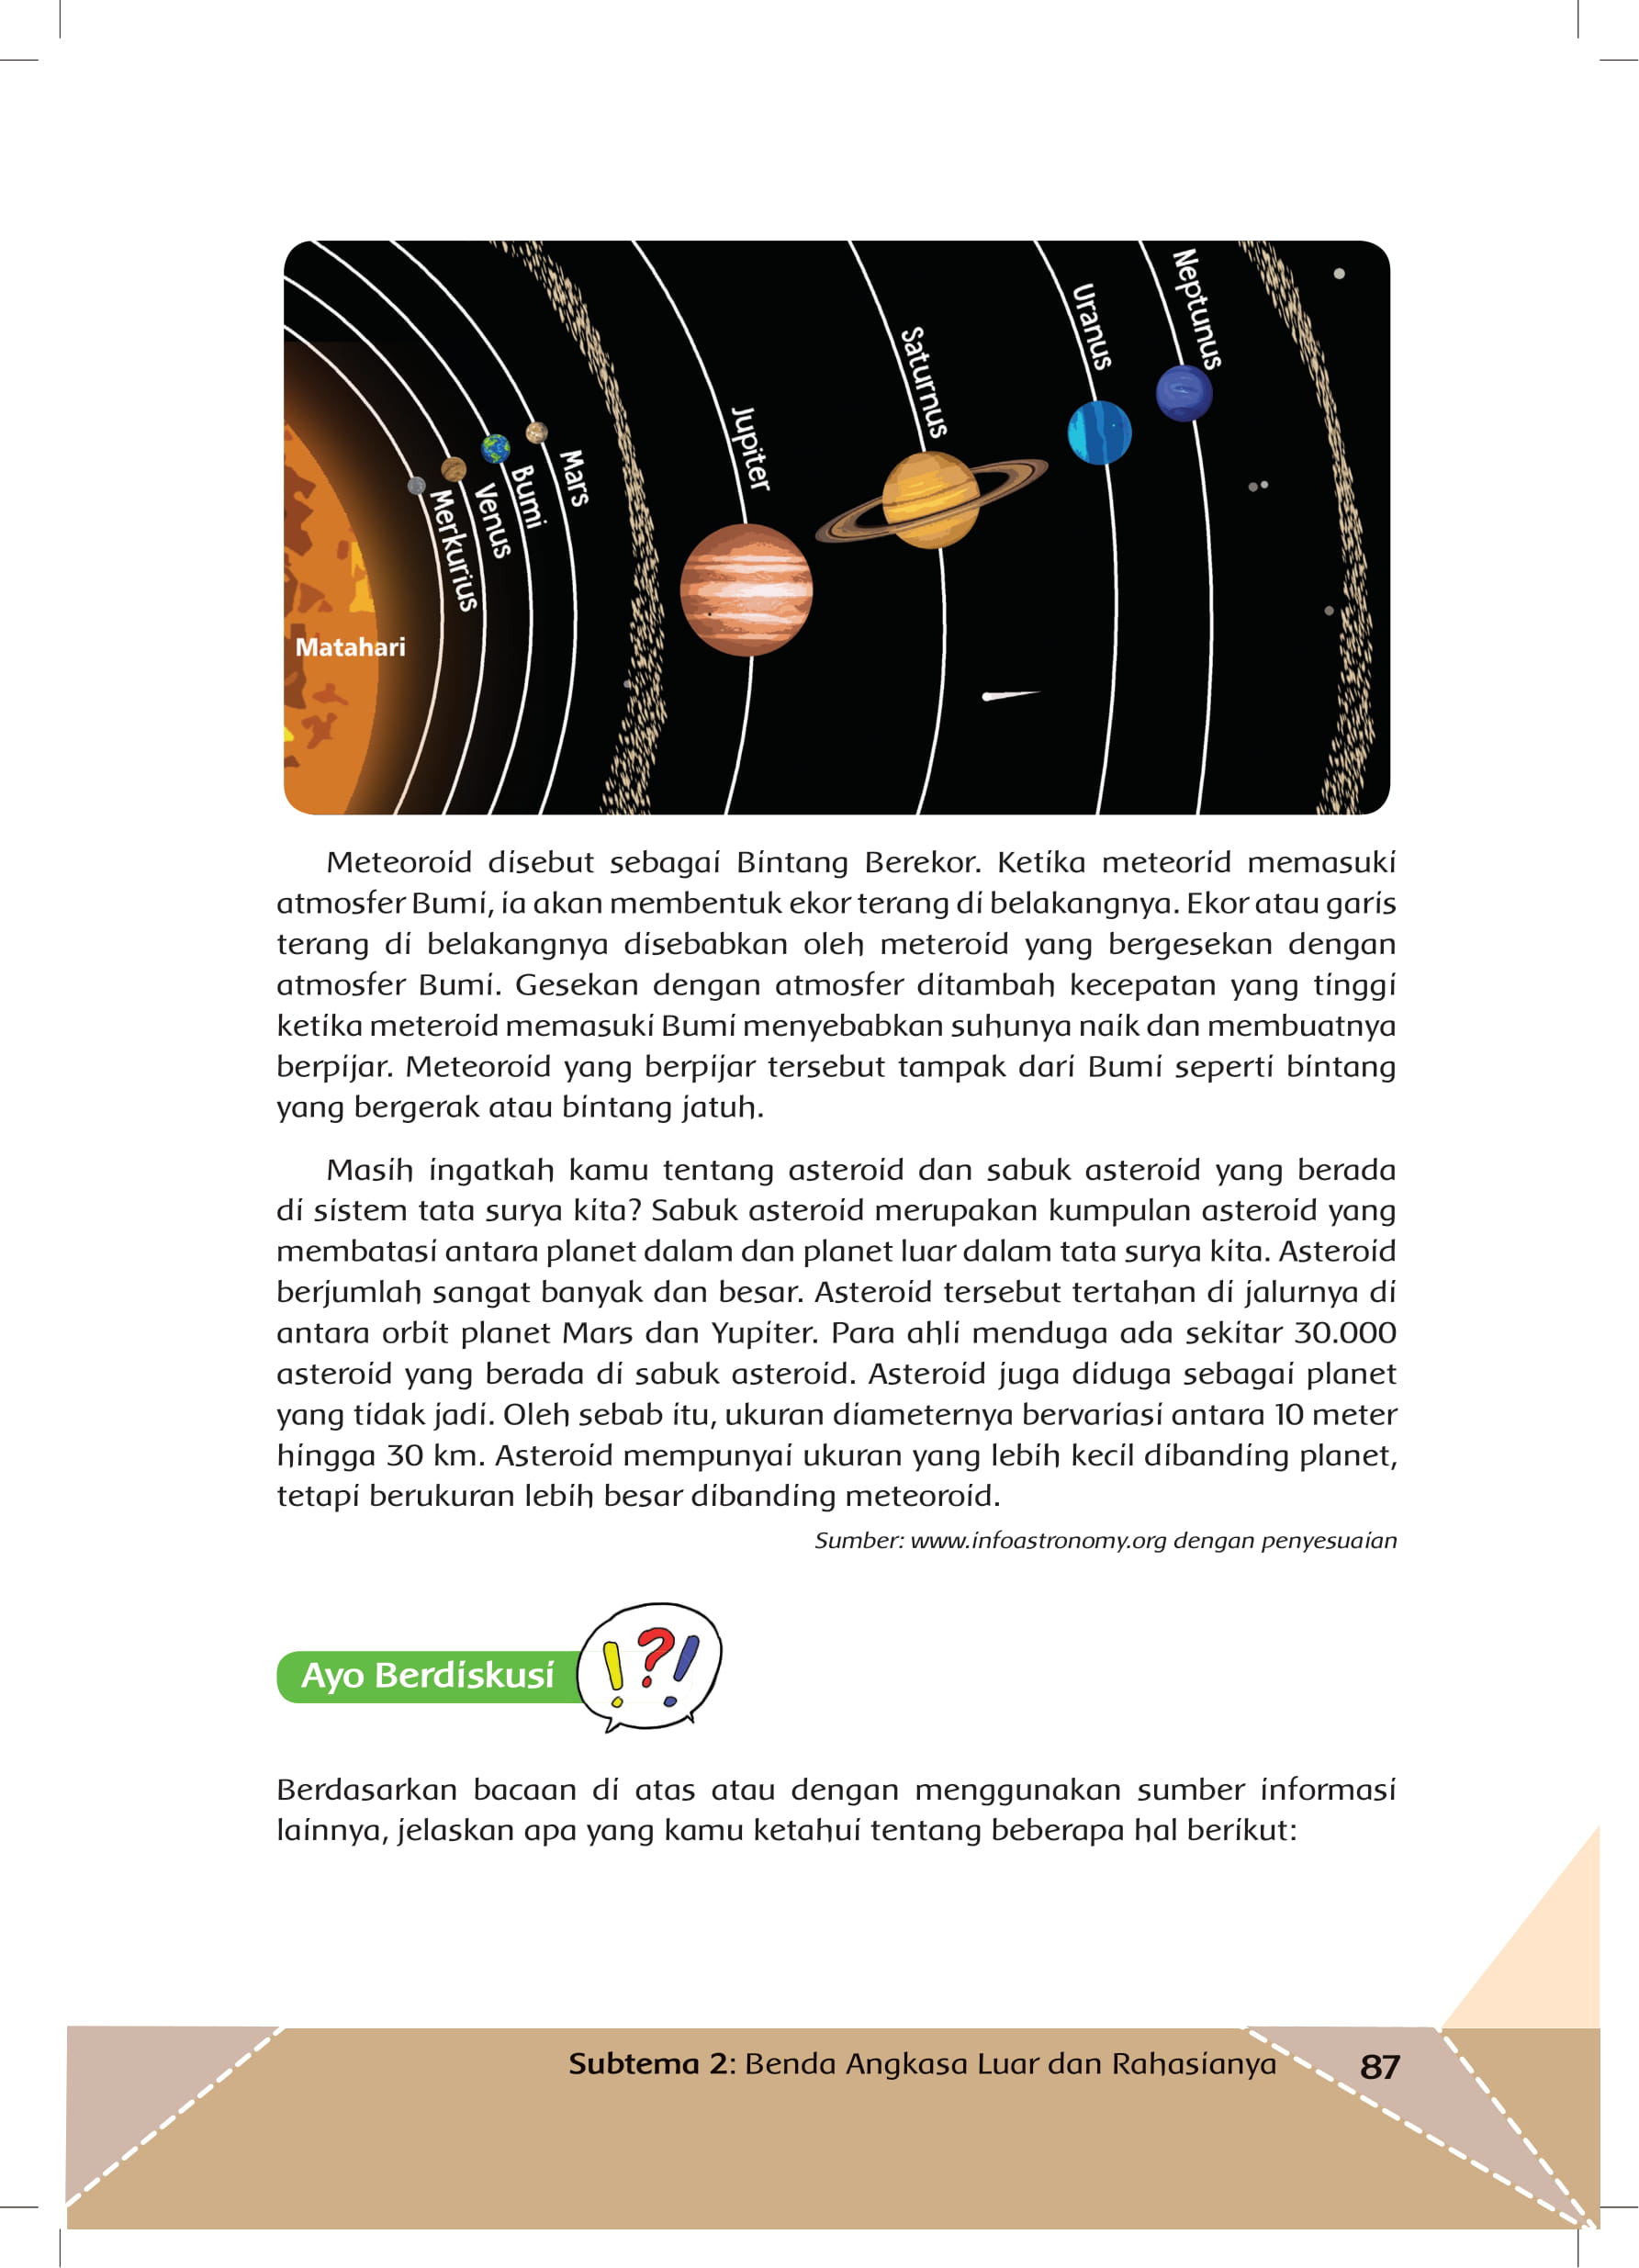 Matahari
Merkurius
Venus
Bumi
Mars
Jupiter
Saturnus
Uranus
Neptunus
Meteoroid disebut sebagai Bintang Berekor. Ketika meteorid memasuki
atmosfer Bumi, ia akan membentuk ekor terang di belakangnya. Ekor atau garis
terang di belakangnya disebabkan oleh meteroid yang bergesekan dengan
atmosfer Bumi. Gesekan dengan atmosfer ditambah kecepatan yang tinggi
ketika meteroid memasuki Bumi menyebabkan suhunya naik dan membuatnya
berpijar. Meteoroid yang berpijar tersebut tampak dari Bumi seperti bintang
yang bergerak atau bintang jatuh.
Masih ingatkah kamu tentang asteroid dan sabuk asteroid yang berada
di sistem tata surya kita? Sabuk asteroid merupakan kumpulan asteroid yang
membatasi antara planet dalam dan planet luar dalam tata surya kita. Asteroid
berjumlah sangat banyak dan besar. Asteroid tersebut tertahan di jalurnya di
antara orbit planet Mars dan Yupiter. Para ahli menduga ada sekitar 30.000
asteroid yang berada di sabuk asteroid. Asteroid juga diduga sebagai planet
yang tidak jadi. Oleh sebab itu, ukuran diameternya bervariasi antara 10 meter
hingga 30 km. Asteroid mempunyai ukuran yang lebih kecil dibanding planet,
tetapi berukuran lebih besar dibanding meteoroid.
Sumber: www.infoastronomy.org dengan penyesuaian
Ayo Berdiskusi
!?!
Berdasarkan bacaan di atas atau dengan menggunakan sumber informasi
lainnya, jelaskan apa yang kamu ketahui tentang beberapa hal berikut:
Subtema 2: Benda Angkasa Luar dan Rahasianya 87